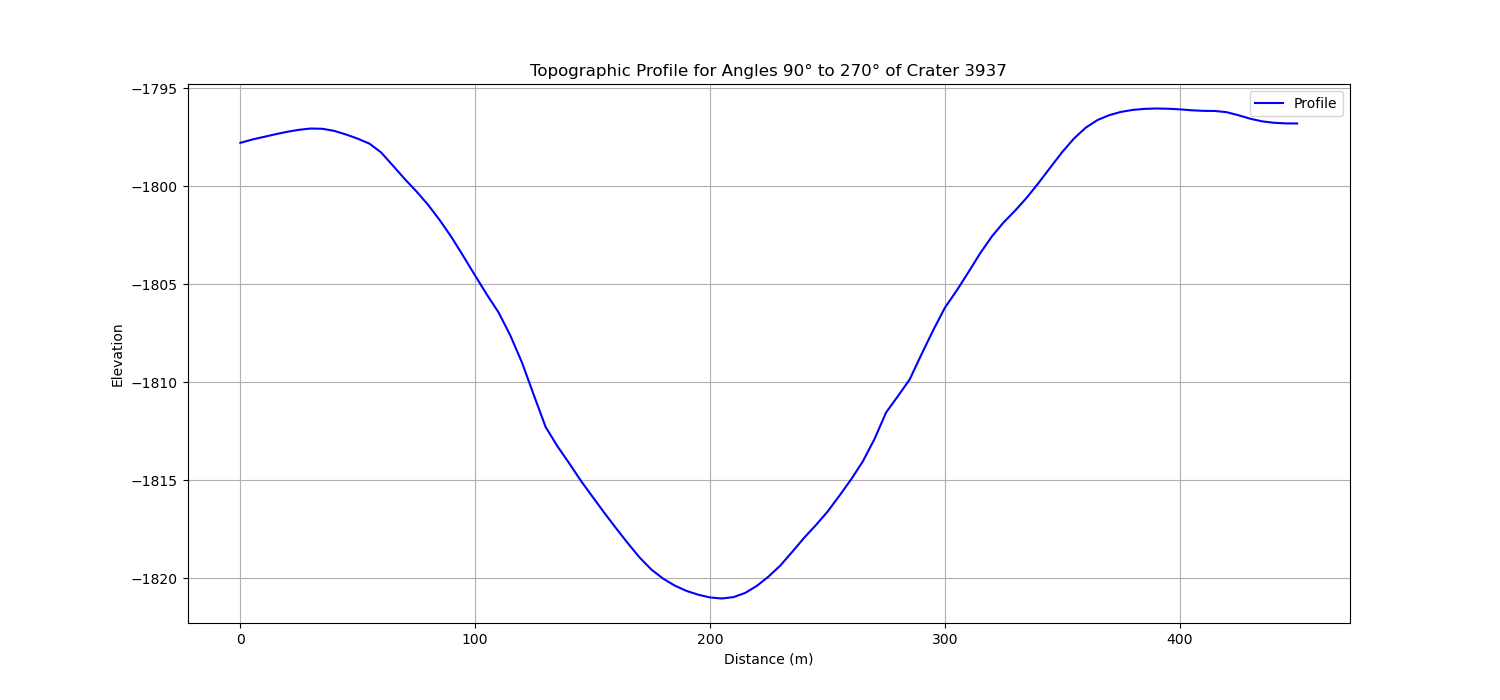 Topographic Profile for Angles 90° to 270° of Crater 3937
Profile
Elevation
−1795
−1800
−1805
−1810
−1815
−1820
0 100 200 300 400
Distance (m)